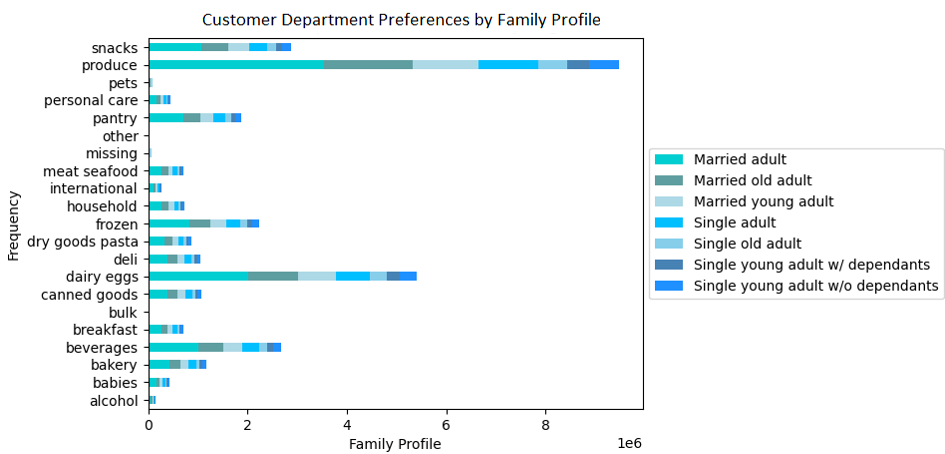 Customer Department Preferences by Family Profile
snacks
produce
pets
personal care
pantry
other
missing
meat seafood
international
household
frozen
dry goods pasta
deli
dairy eggs
canned goods
bulk
breakfast
beverages
bakery
babies
alcohol
Frequency
0 2 4 6 8
1e6
Family Profile
Married adult
Married old adult
Married young adult
Single adult
Single old adult
Single young adult w/ dependants
Single young adult w/o dependants